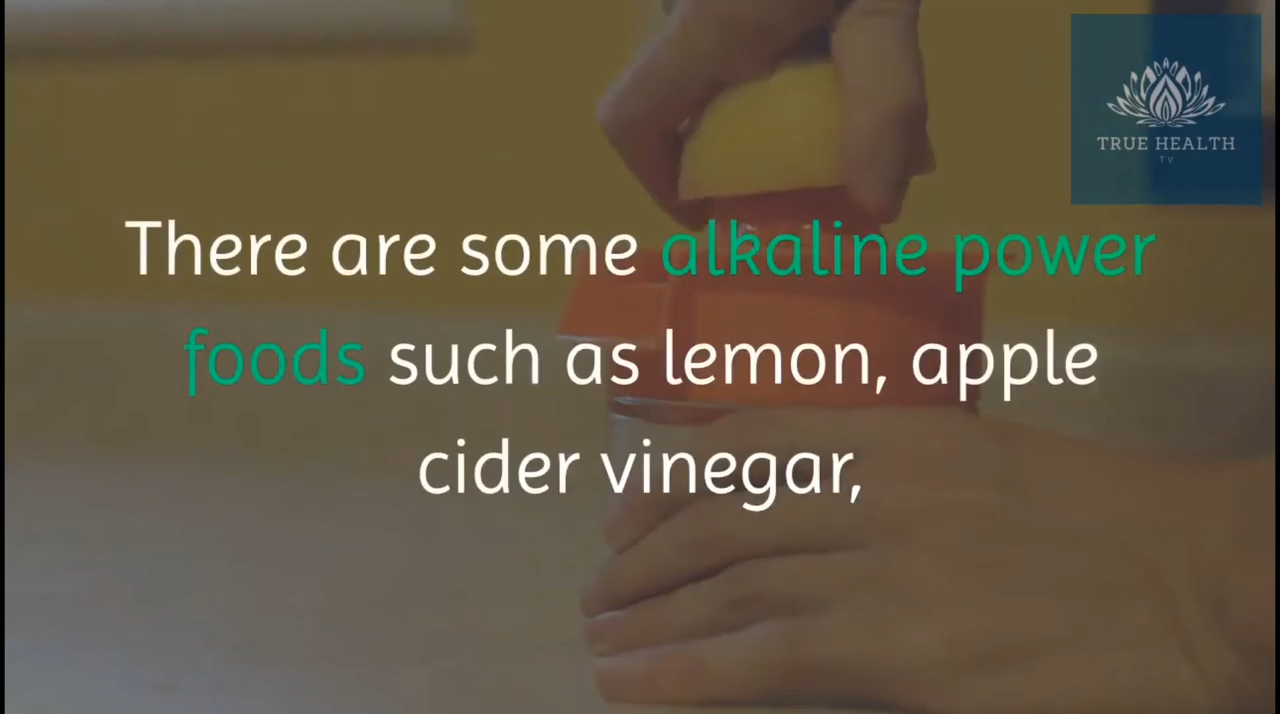 TRUE HEALTH
TV
There are some alkaline power
foods such as lemon, apple
cider vinegar,